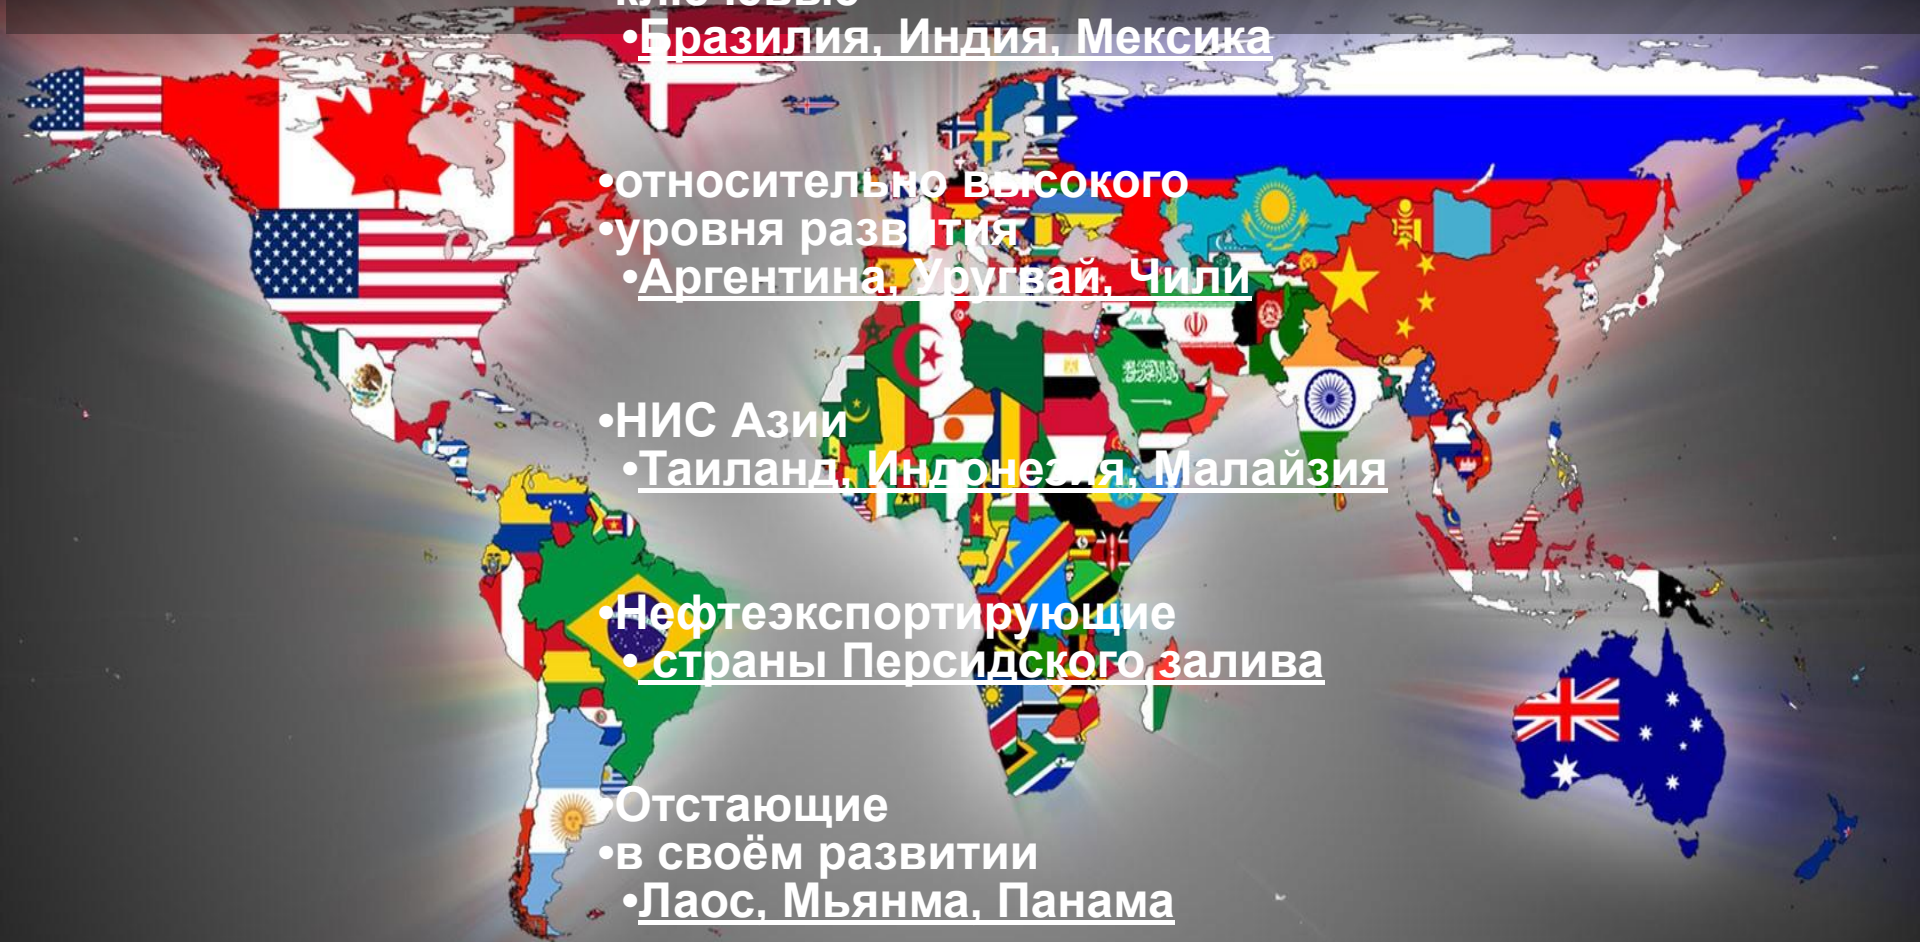 •Бразилия, Индия, Мексика
•относительно высокого
•уровня развития
•Аргентина, Уругвай, Чили
•НИС Азии
•Таиланд, Индонезия, Малайзия
•Нефтеэкспортирующие
• страны Персидского залива
•Отстающие
•в своём развитии
•Лаос, Мьянма, Панама